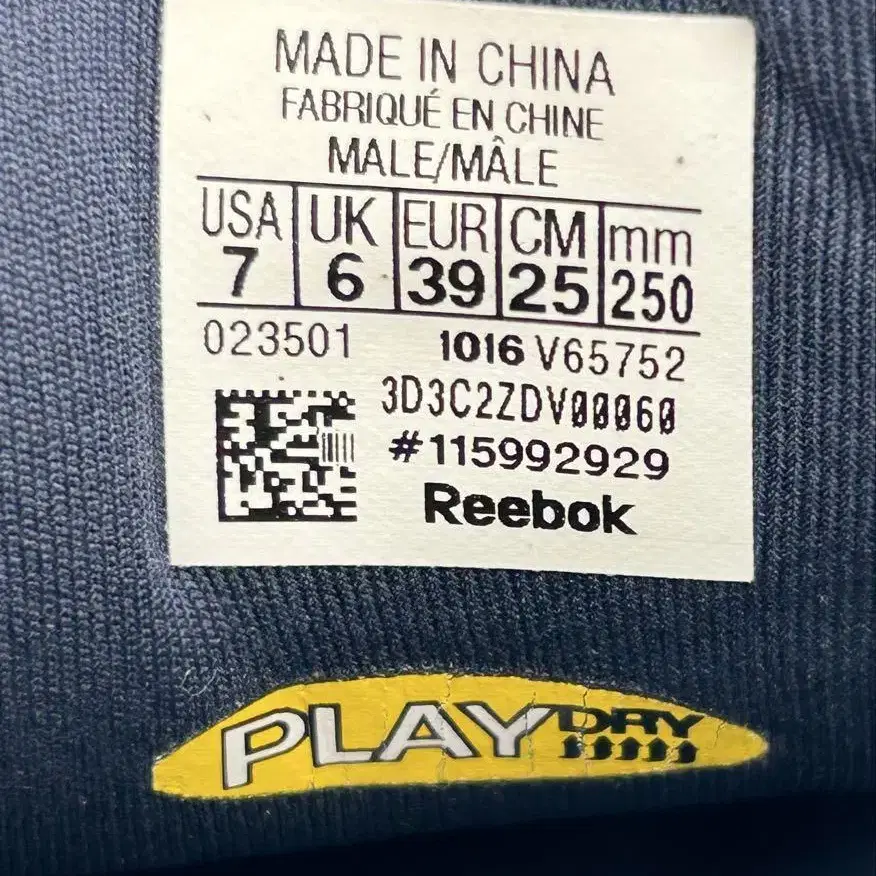 MADE IN CHINA
FABRIQUÉ EN CHINE
MALE/MÂLE
USA UK EUR CM mm
7 6 39 25 250
023501 1016 V65752
3D3C2ZDV00060
#115992929
Reebok
PLAYDRY